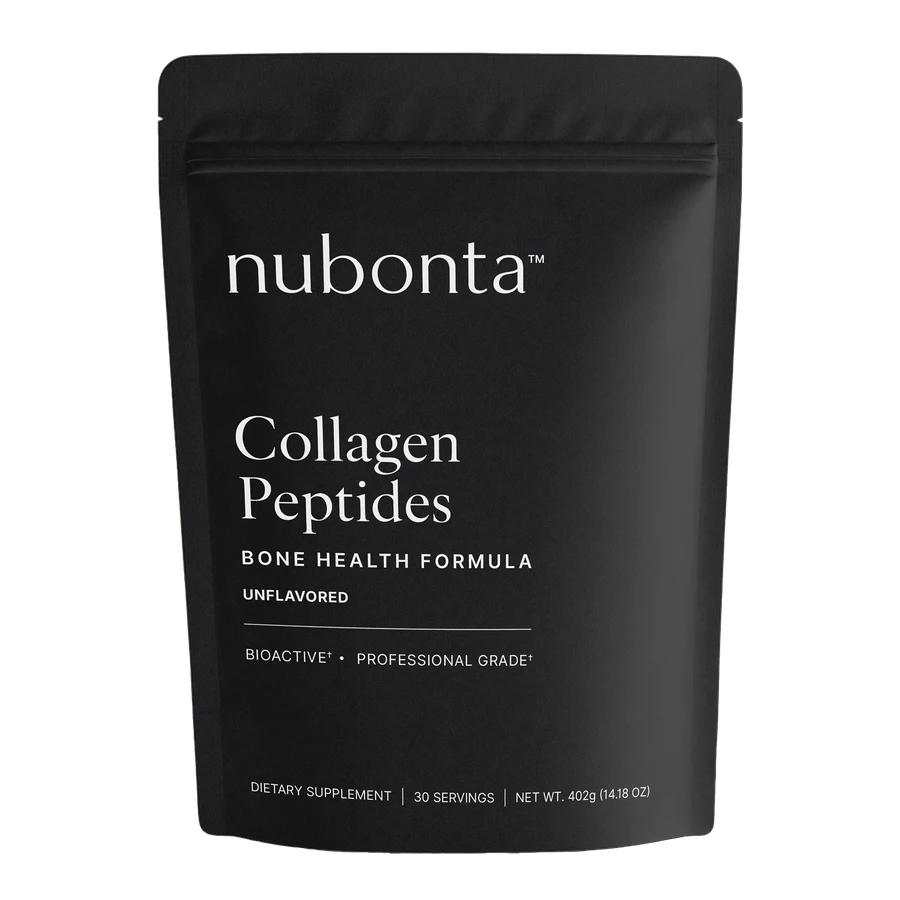 nubonta™
Collagen
Peptides
BONE HEALTH FORMULA
UNFLAVORED
BIOACTIVE† • PROFESSIONAL GRADE†
DIETARY SUPPLEMENT | 30 SERVINGS | NET WT. 402g (14.18 OZ)